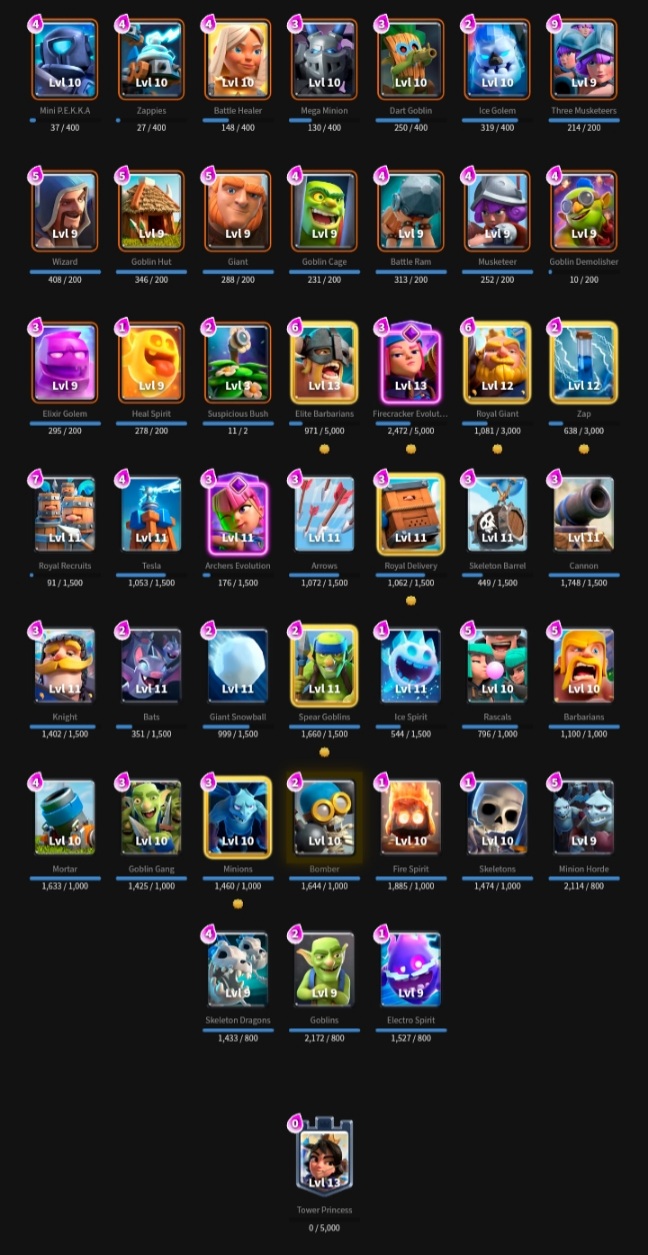 4 4 4 3 3 2 9
Lvl 10 Lvl 10 Lvl 10 Lvl 10 Lvl 10 Lvl 10 Lvl 9
Mini P.E.K.K.A Zappies Battle Healer Mega Minion Dart Goblin Ice Golem Three Musketeers
37 / 400 27 / 400 148 / 400 130 / 400 250 / 400 319 / 400 214 / 200
5 5 5 4 4 4 4
Lvl 9 Lvl 9 Lvl 9 Lvl 9 Lvl 9 Lvl 9 Lvl 9
Wizard Goblin Hut Giant Goblin Cage Battle Ram Musketeer Goblin Demolisher
408 / 200 346 / 200 288 / 200 231 / 200 313 / 200 252 / 200 10 / 200
3 1 2 6 3 6 2
Lvl 9 Lvl 9 Lvl 3 Lvl 13 Lvl 13 Lvl 12 Lvl 12
Elixir Golem Heal Spirit Suspicious Bush Elite Barbarians Firecracker Evolut... Royal Giant Zap
295 / 200 278 / 200 11 / 2 971 / 5,000 2,472 / 5,000 1,081 / 3,000 638 / 3,000
7 4 3 3 3 3 3
Lvl 11 Lvl 11 Lvl 11 Lvl 11 Lvl 11 Lvl 11 Lvl 11
Royal Recruits Tesla Archers Evolution Arrows Royal Delivery Skeleton Barrel Cannon
91 / 1,500 1,053 / 1,500 176 / 1,500 1,072 / 1,500 1,062 / 1,500 449 / 1,500 1,748 / 1,500
3 2 2 2 1 5 5
Lvl 11 Lvl 11 Lvl 11 Lvl 11 Lvl 11 Lvl 10 Lvl 10
Knight Bats Giant Snowball Spear Goblins Ice Spirit Rascals Barbarians
1,402 / 1,500 351 / 1,500 999 / 1,500 1,660 / 1,500 544 / 1,500 796 / 1,000 1,100 / 1,000
4 3 3 2 1 1 5
Lvl 10 Lvl 10 Lvl 10 Lvl 10 Lvl 10 Lvl 10 Lvl 9
Mortar Goblin Gang Minions Bomber Fire Spirit Skeletons Minion Horde
1,633 / 1,000 1,425 / 1,000 1,460 / 1,000 1,644 / 1,000 1,885 / 1,000 1,474 / 1,000 2,114 / 800
4 2 1
Lvl 9 Lvl 9 Lvl 9
Skeleton Dragons Goblins Electro Spirit
1,433 / 800 2,172 / 800 1,527 / 800
0
Lvl 13
Tower Princess
0 / 5,000